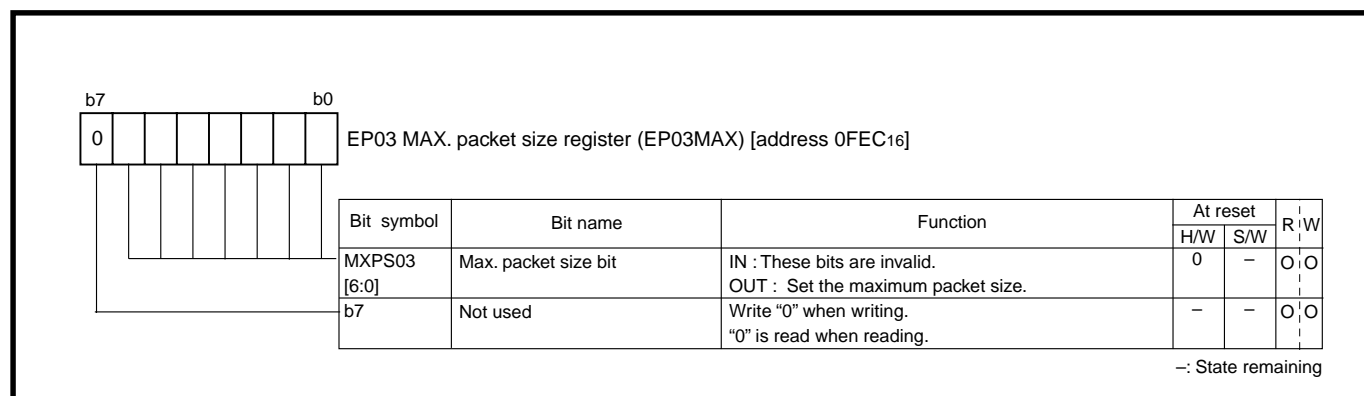 b7 b0
0 EP03 MAX. packet size register (EP03MAX) [address 0FEC16]
Bit symbol Bit name Function At reset R W
H/W S/W
MXPS03 Max. packet size bit IN : These bits are invalid. 0 – O O
[6:0] OUT : Set the maximum packet size.
b7 Not used Write “0” when writing. – – O O
“0” is read when reading.
–: State remaining